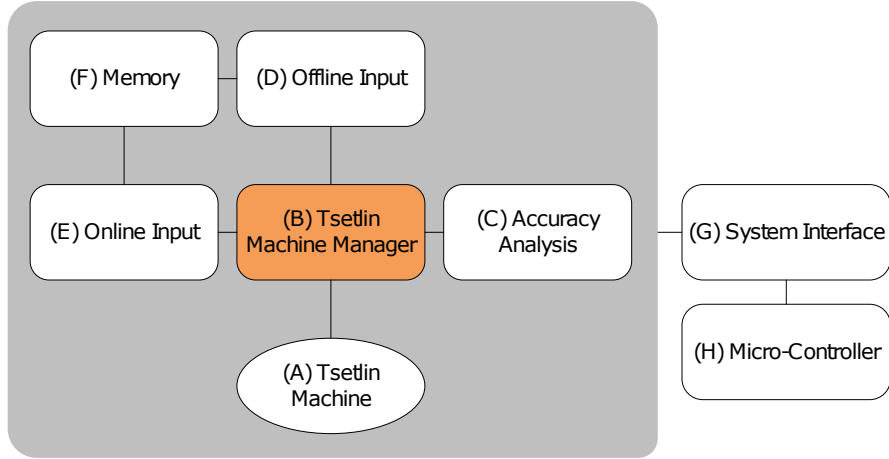 (F) Memory
(D) Offline Input
(E) Online Input
(B) Tsetlin
Machine Manager
(C) Accuracy
Analysis
(G) System Interface
(H) Micro-Controller
(A) Tsetlin
Machine